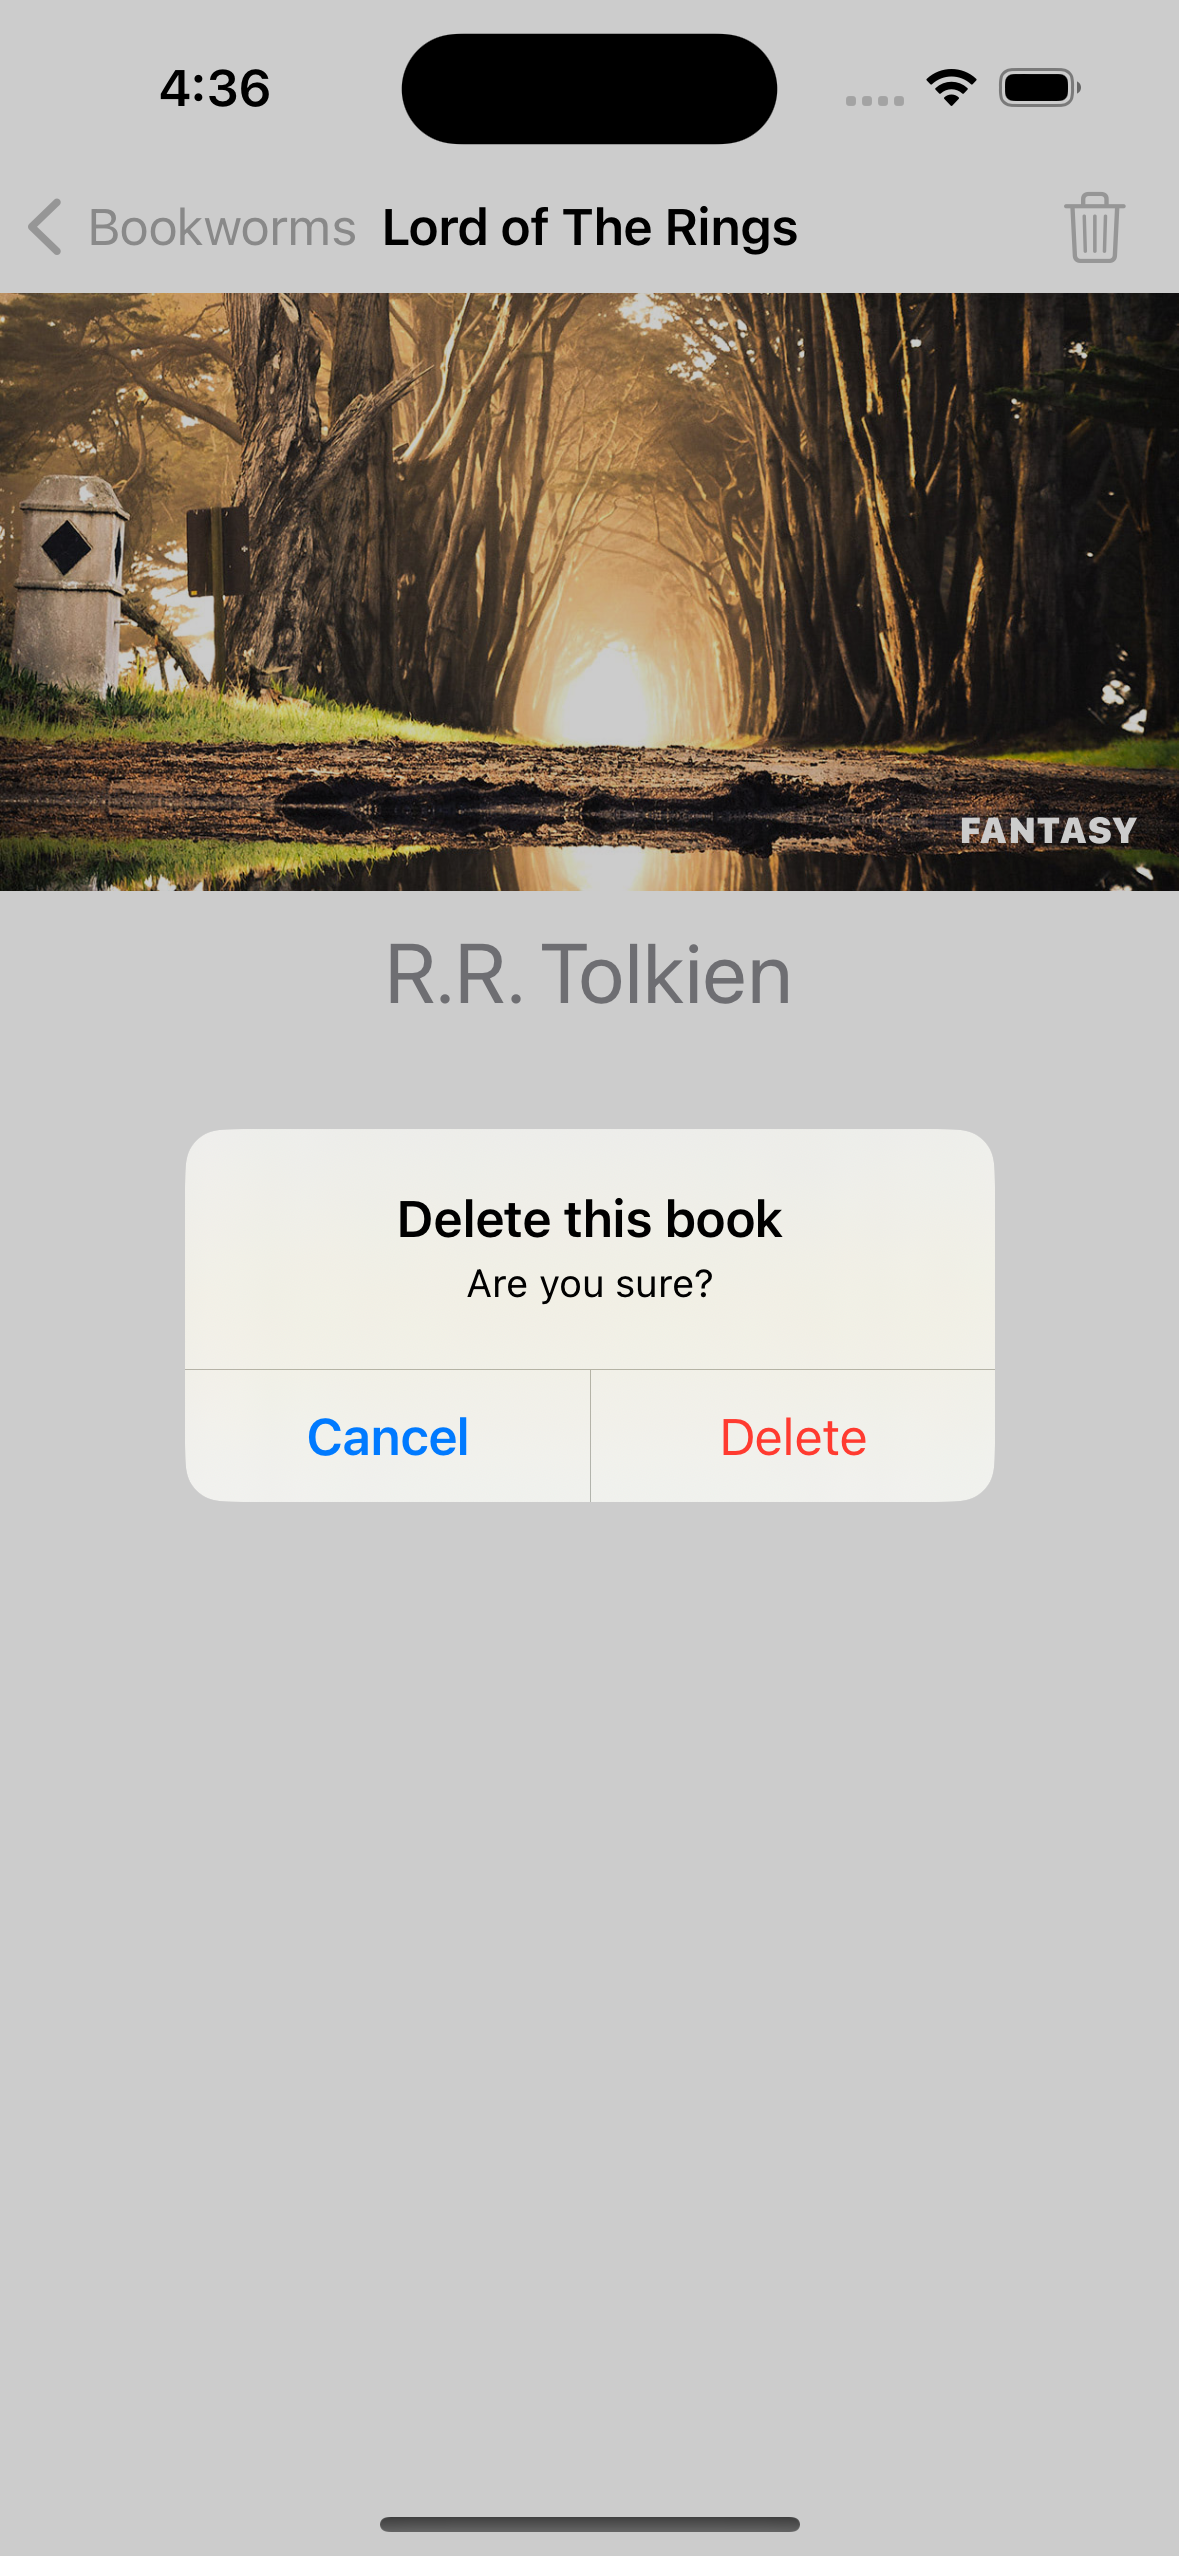 4:36
Bookworms Lord of The Rings
FANTASY
R.R. Tolkien
Delete this book
Are you sure?
Cancel Delete